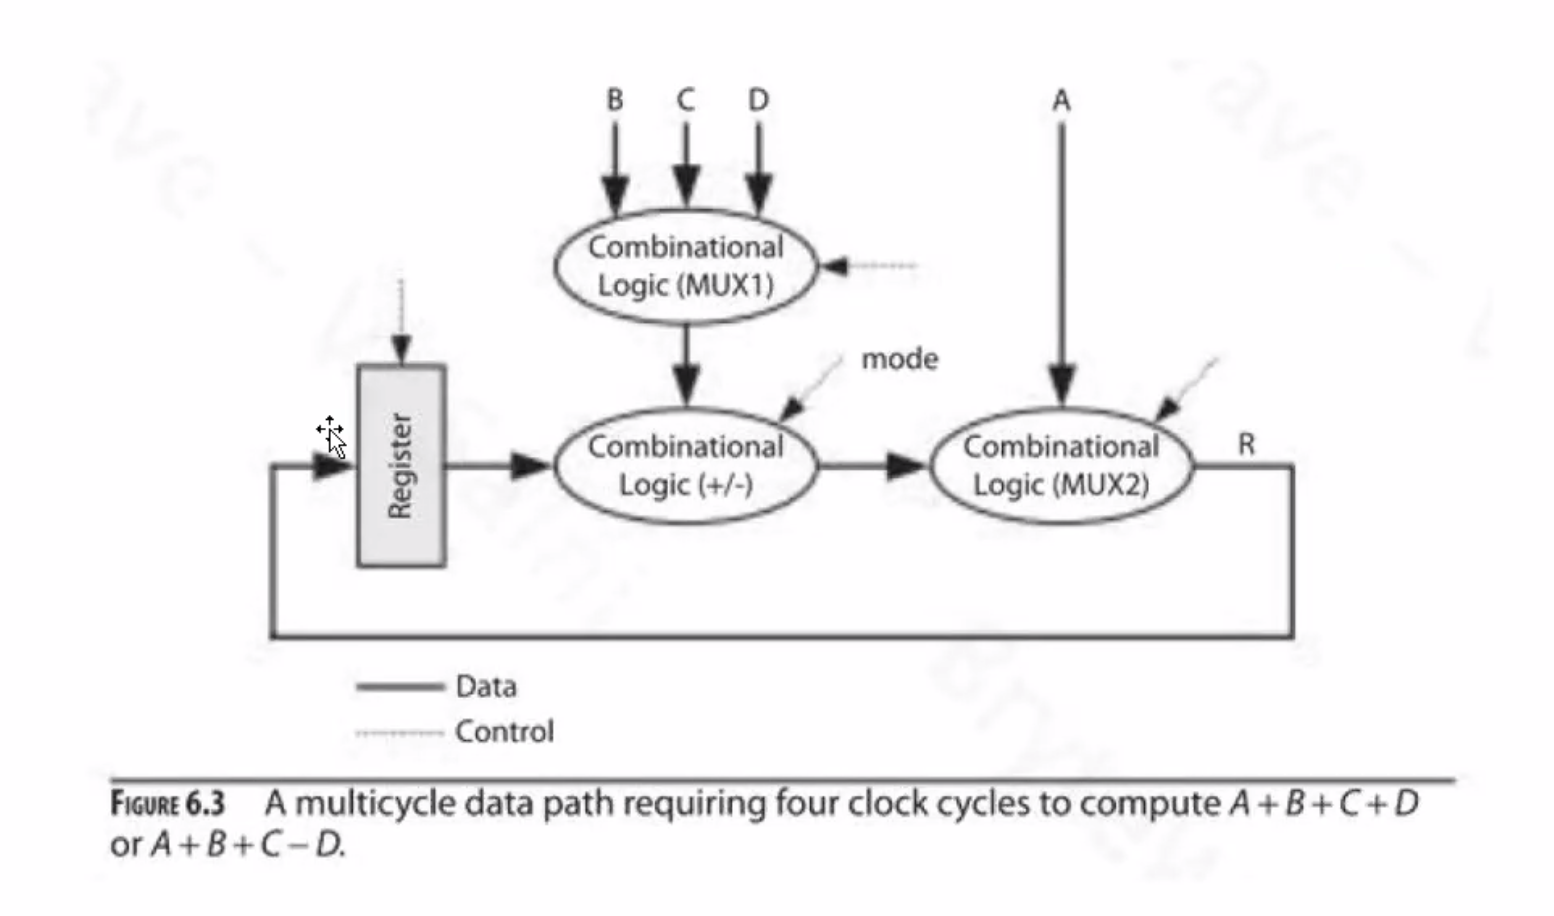 B C D A
Combinational
Logic (MUX1)
mode
Register
Combinational
Logic (+/-)
Combinational
Logic (MUX2)
R
Data
Control
FIGURE 6.3 A multicycle data path requiring four clock cycles to compute A + B + C + D
or A + B + C – D.